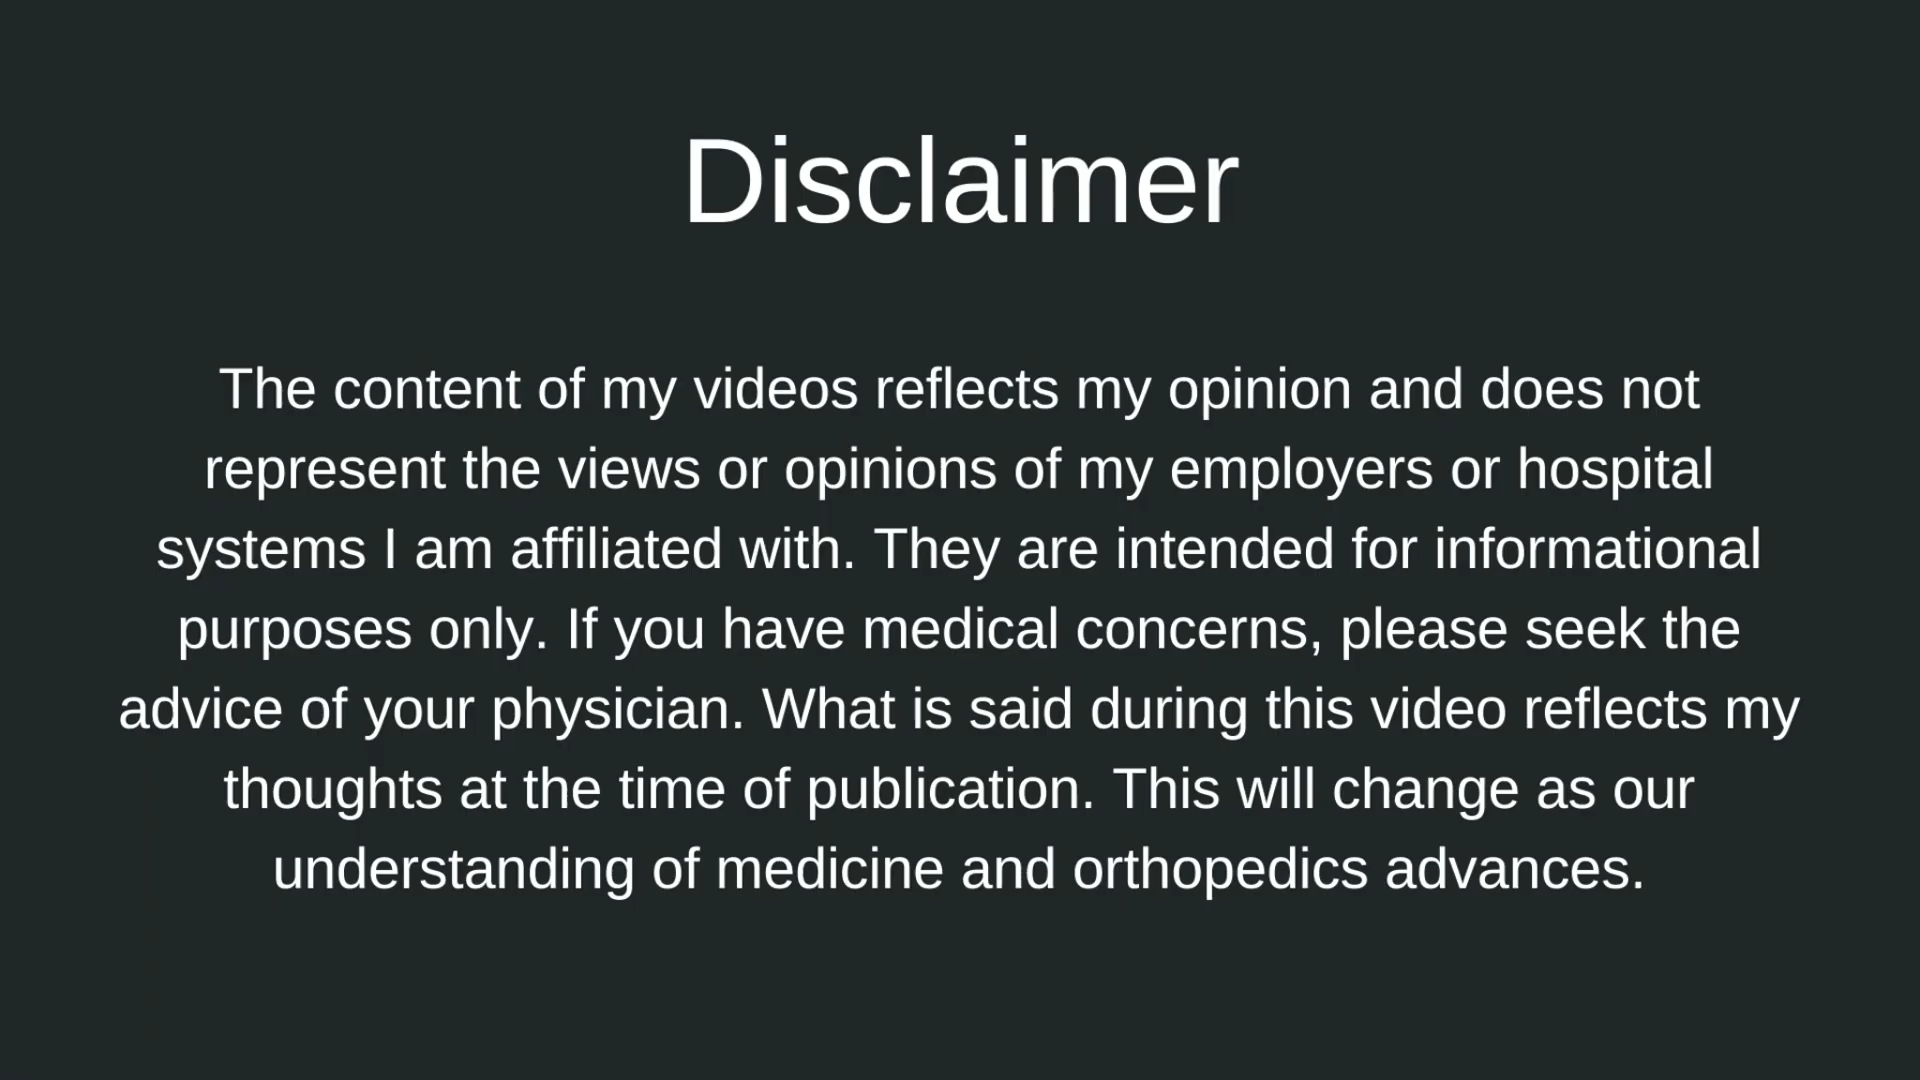 Disclaimer
The content of my videos reflects my opinion and does not
represent the views or opinions of my employers or hospital
systems I am affiliated with. They are intended for informational
purposes only. If you have medical concerns, please seek the
advice of your physician. What is said during this video reflects my
thoughts at the time of publication. This will change as our
understanding of medicine and orthopedics advances.